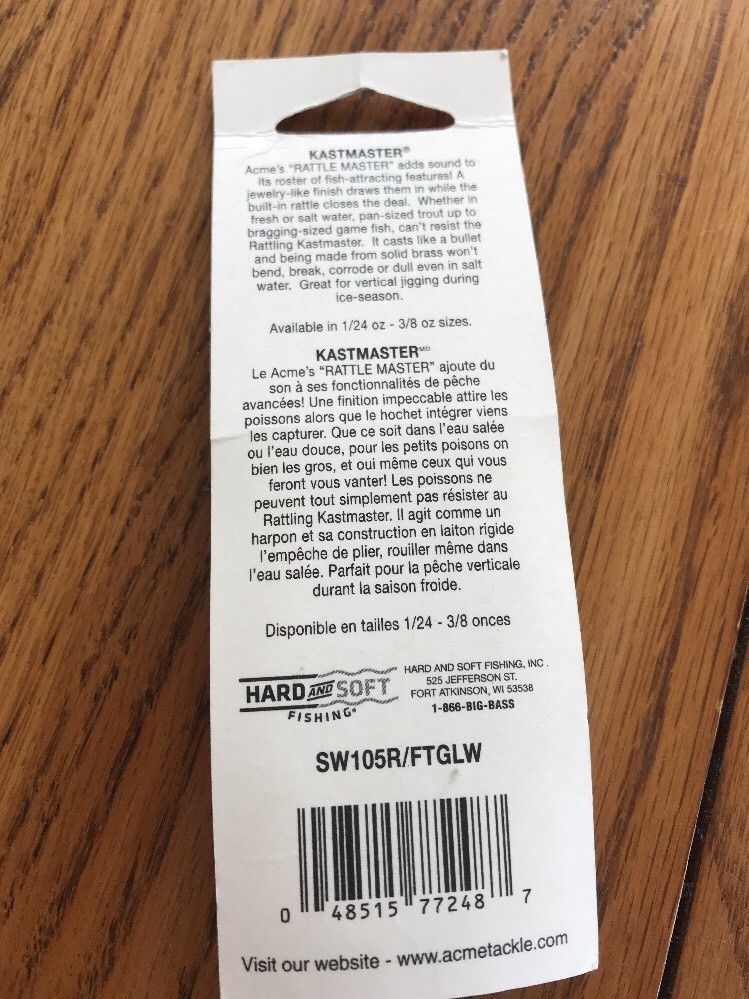 KASTMASTER®
Acme's "RATTLE MASTER" adds sound to
its roster of fish-attracting features! A
jewelry-like finish draws them in while the
built-in rattle closes the deal. Whether in
fresh or salt water, pan-sized trout up to
bragging-sized game fish, can't resist the
Rattling Kastmaster. It casts like a bullet
and being made from solid brass won't
bend, break, corrode or dull even in salt
water. Great for vertical jigging during
ice-season.
Available in 1/24 oz - 3/8 oz sizes.
KASTMASTER MD
Le Acme's "RATTLE MASTER" ajoute du
son à ses fonctionnalités de pêche
avancées! Une finition impeccable attire les
poissons alors que le hochet intégrer viens
les capturer. Que ce soit dans l'eau salée
ou l'eau douce, pour les petits poisons on
bien les gros, et oui même ceux qui vous
feront vous vanter! Les poissons ne
peuvent tout simplement pas résister au
Rattling Kastmaster. Il agit comme un
harpon et sa construction en laiton rigide
l'empêche de plier, rouiller même dans
l'eau salée. Parfait pour la pêche verticale
durant la saison froide.
Disponible en tailles 1/24 - 3/8 onces
HARD AND SOFT
FISHING®
HARD AND SOFT FISHING, INC.
525 JEFFERSON ST.
FORT ATKINSON, WI 53538
1-866-BIG-BASS
SW105R/FTGLW
0 48515 77248 7
Visit our website - www.acmetackle.com